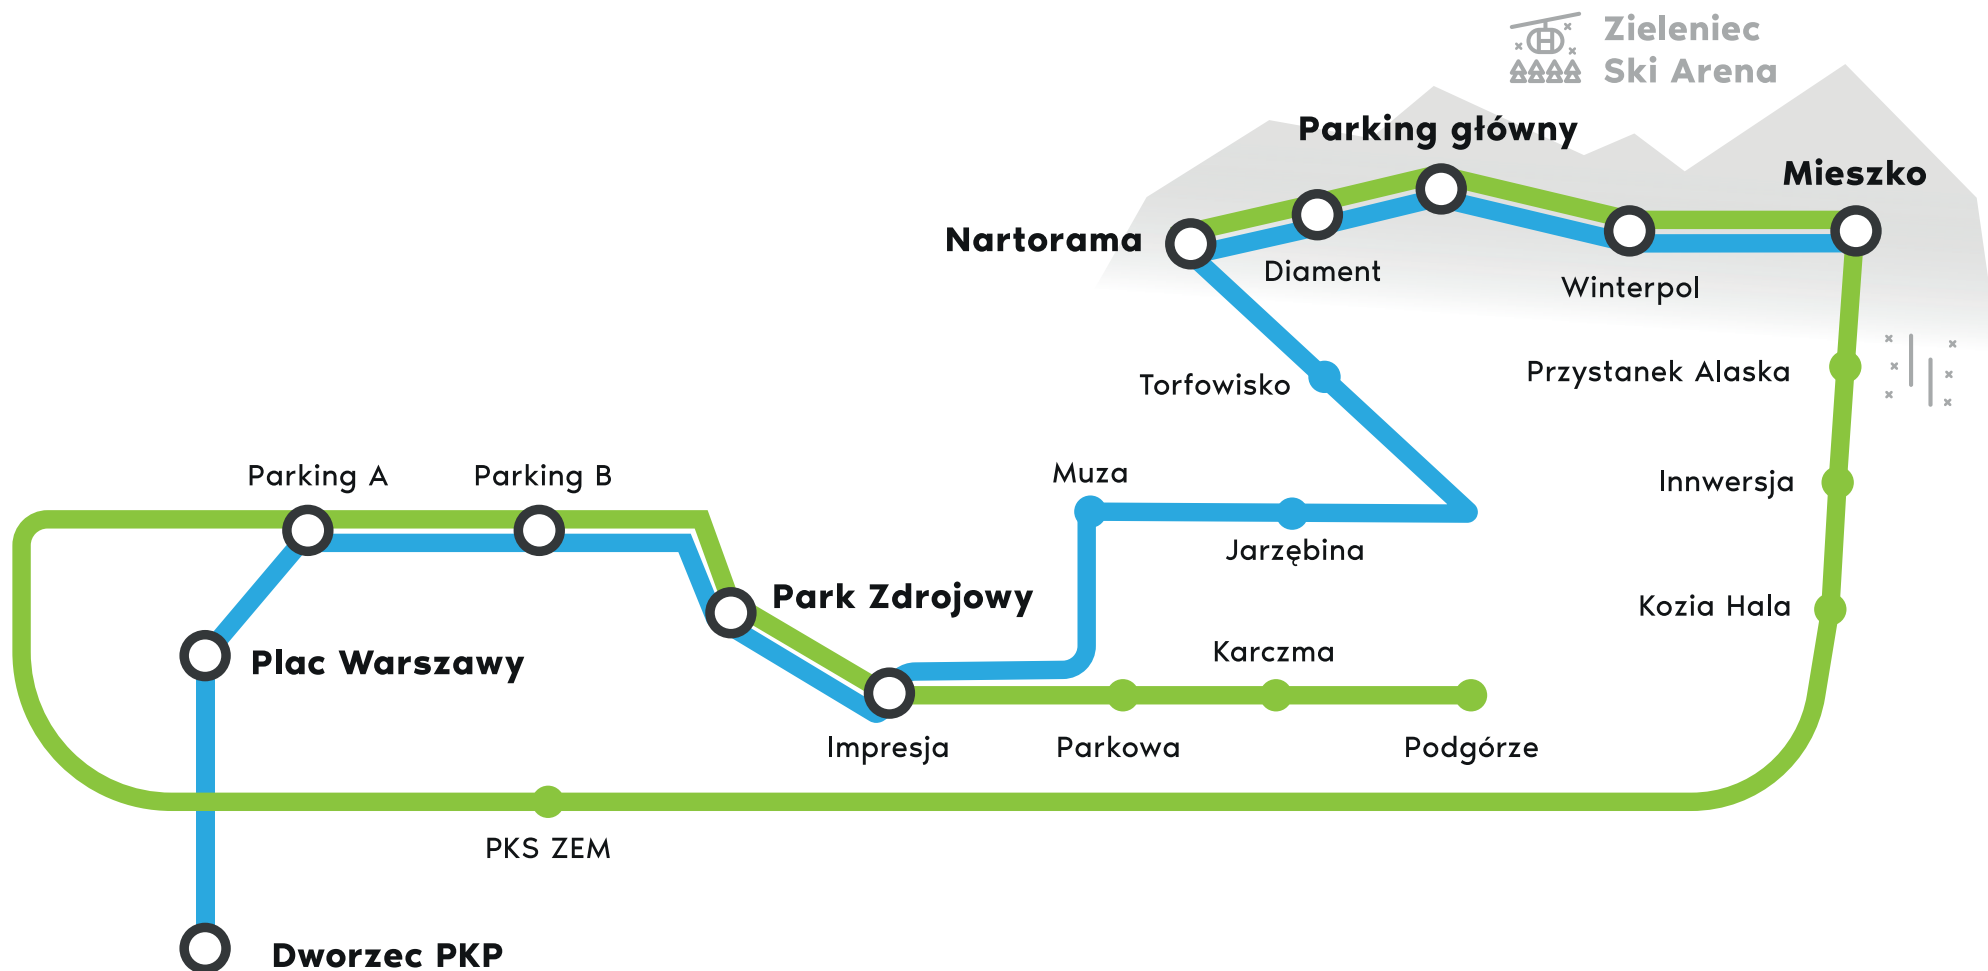 Zieleniec
Ski Arena
Parking główny
Mieszko
Nartorama
Diament
Winterpol
Przystanek Alaska
Torfowisko
Parking A
Parking B
Muza
Innwersja
Jarzębina
Park Zdrojowy
Kozia Hala
Plac Warszawy
Karczma
Impresja
Parkowa
Podgórze
PKS ZEM
Dworzec PKP